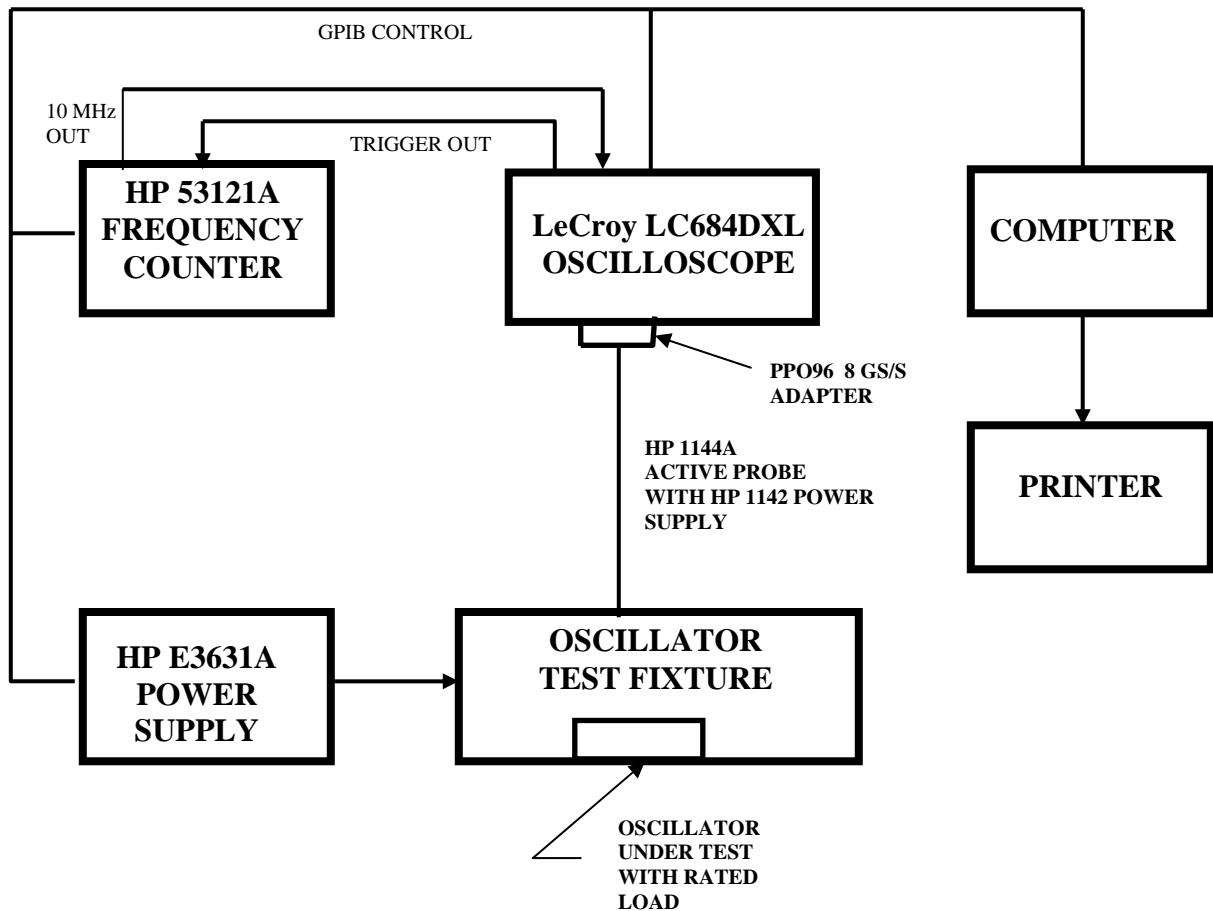 GPIB CONTROL
10 MHz
OUT
TRIGGER OUT
HP 53121A
FREQUENCY
COUNTER
LeCroy LC684DXL
OSCILLOSCOPE
COMPUTER
PPO96 8 GS/S
ADAPTER
HP 1144A
ACTIVE PROBE
WITH HP 1142 POWER
SUPPLY
PRINTER
HP E3631A
POWER
SUPPLY
OSCILLATOR
TEST FIXTURE
OSCILLATOR
UNDER TEST
WITH RATED
LOAD